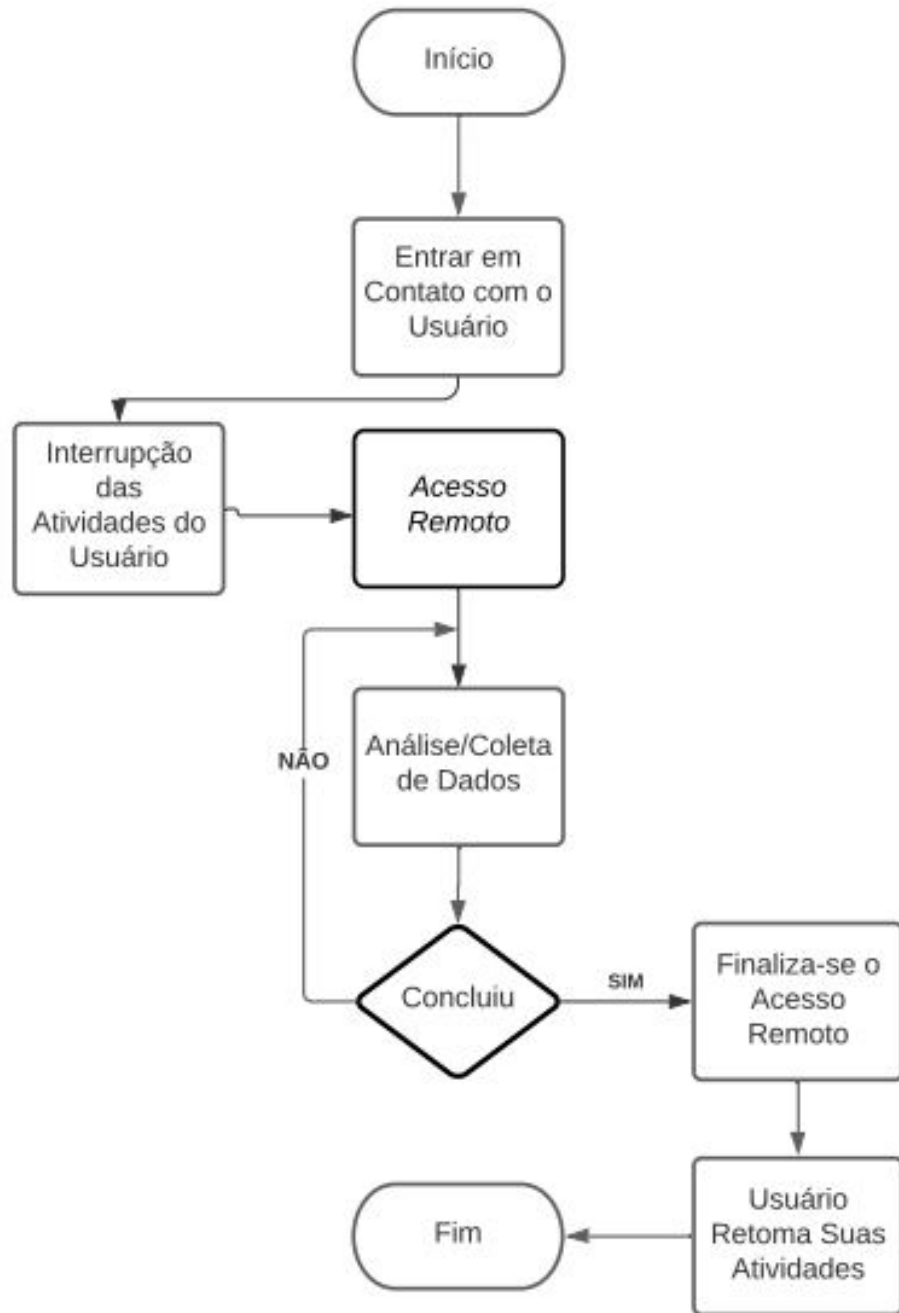 Início
Entrar em
Contato com o
Usuário
Interrupção
das
Atividades do
Usuário
Acesso
Remoto
NÃO
Análise/Coleta
de Dados
Concluiu
SIM
Finaliza-se o
Acesso
Remoto
Usuário
Retoma Suas
Atividades
Fim